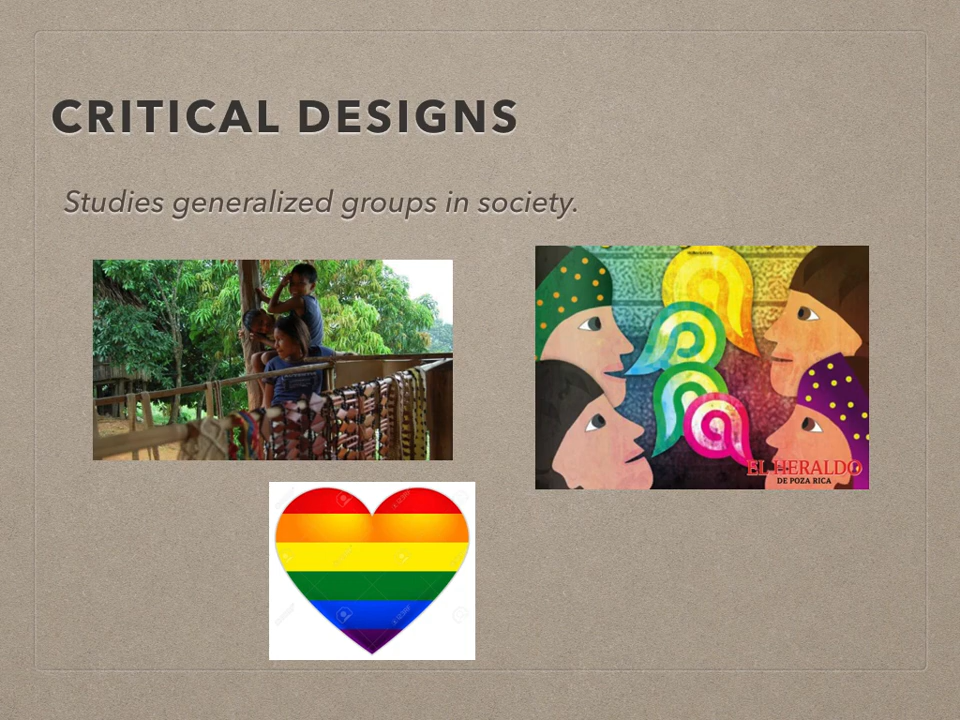 CRITICAL DESIGNS
Studies generalized groups in society.
EL HERALDO
DE POZA RICA